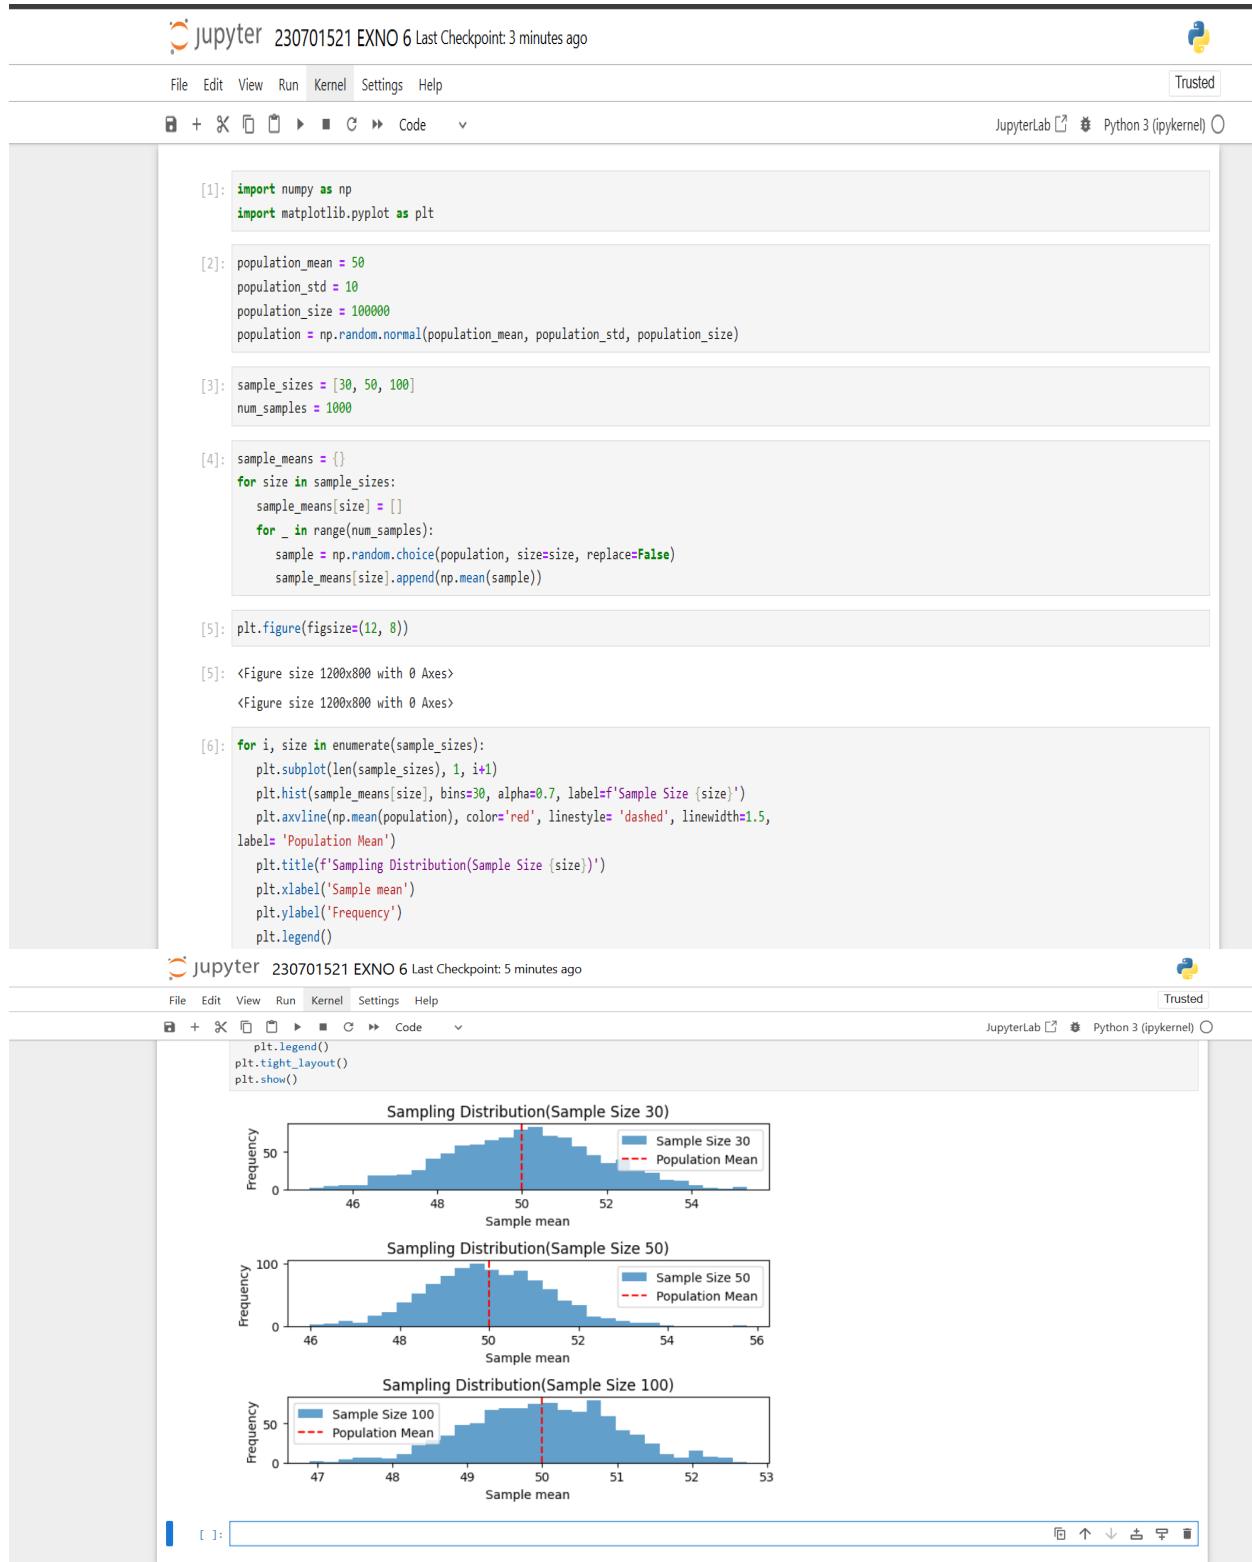 jupyter 230701521 EXNO 6 Last Checkpoint: 3 minutes ago
File Edit View Run Kernel Settings Help Trusted
Code JupyterLab Python 3 (ipykernel)
[1]: import numpy as np
import matplotlib.pyplot as plt
[2]: population_mean = 50
population_std = 10
population_size = 100000
population = np.random.normal(population_mean, population_std, population_size)
[3]: sample_sizes = [30, 50, 100]
num_samples = 1000
[4]: sample_means = {}
for size in sample_sizes:
   sample_means[size] = []
   for _ in range(num_samples):
      sample = np.random.choice(population, size=size, replace=False)
      sample_means[size].append(np.mean(sample))
[5]: plt.figure(figsize=(12, 8))
[5]: <Figure size 1200x800 with 0 Axes>
<Figure size 1200x800 with 0 Axes>
[6]: for i, size in enumerate(sample_sizes):
   plt.subplot(len(sample_sizes), 1, i+1)
   plt.hist(sample_means[size], bins=30, alpha=0.7, label=f'Sample Size {size}')
   plt.axvline(np.mean(population), color='red', linestyle= 'dashed', linewidth=1.5,
label= 'Population Mean')
   plt.title(f'Sampling Distribution(Sample Size {size})')
   plt.xlabel('Sample mean')
   plt.ylabel('Frequency')
   plt.legend()
jupyter 230701521 EXNO 6 Last Checkpoint: 5 minutes ago
File Edit View Run Kernel Settings Help Trusted
Code JupyterLab Python 3 (ipykernel)
   plt.legend()
plt.tight_layout()
plt.show()
Sampling Distribution(Sample Size 30)
Frequency
50
0
Sample Size 30
Population Mean
46 48 50 52 54
Sample mean
Sampling Distribution(Sample Size 50)
Frequency
100
0
Sample Size 50
Population Mean
46 48 50 52 54 56
Sample mean
Sampling Distribution(Sample Size 100)
Frequency
50
0
Sample Size 100
Population Mean
47 48 49 50 51 52 53
Sample mean
[ ]: